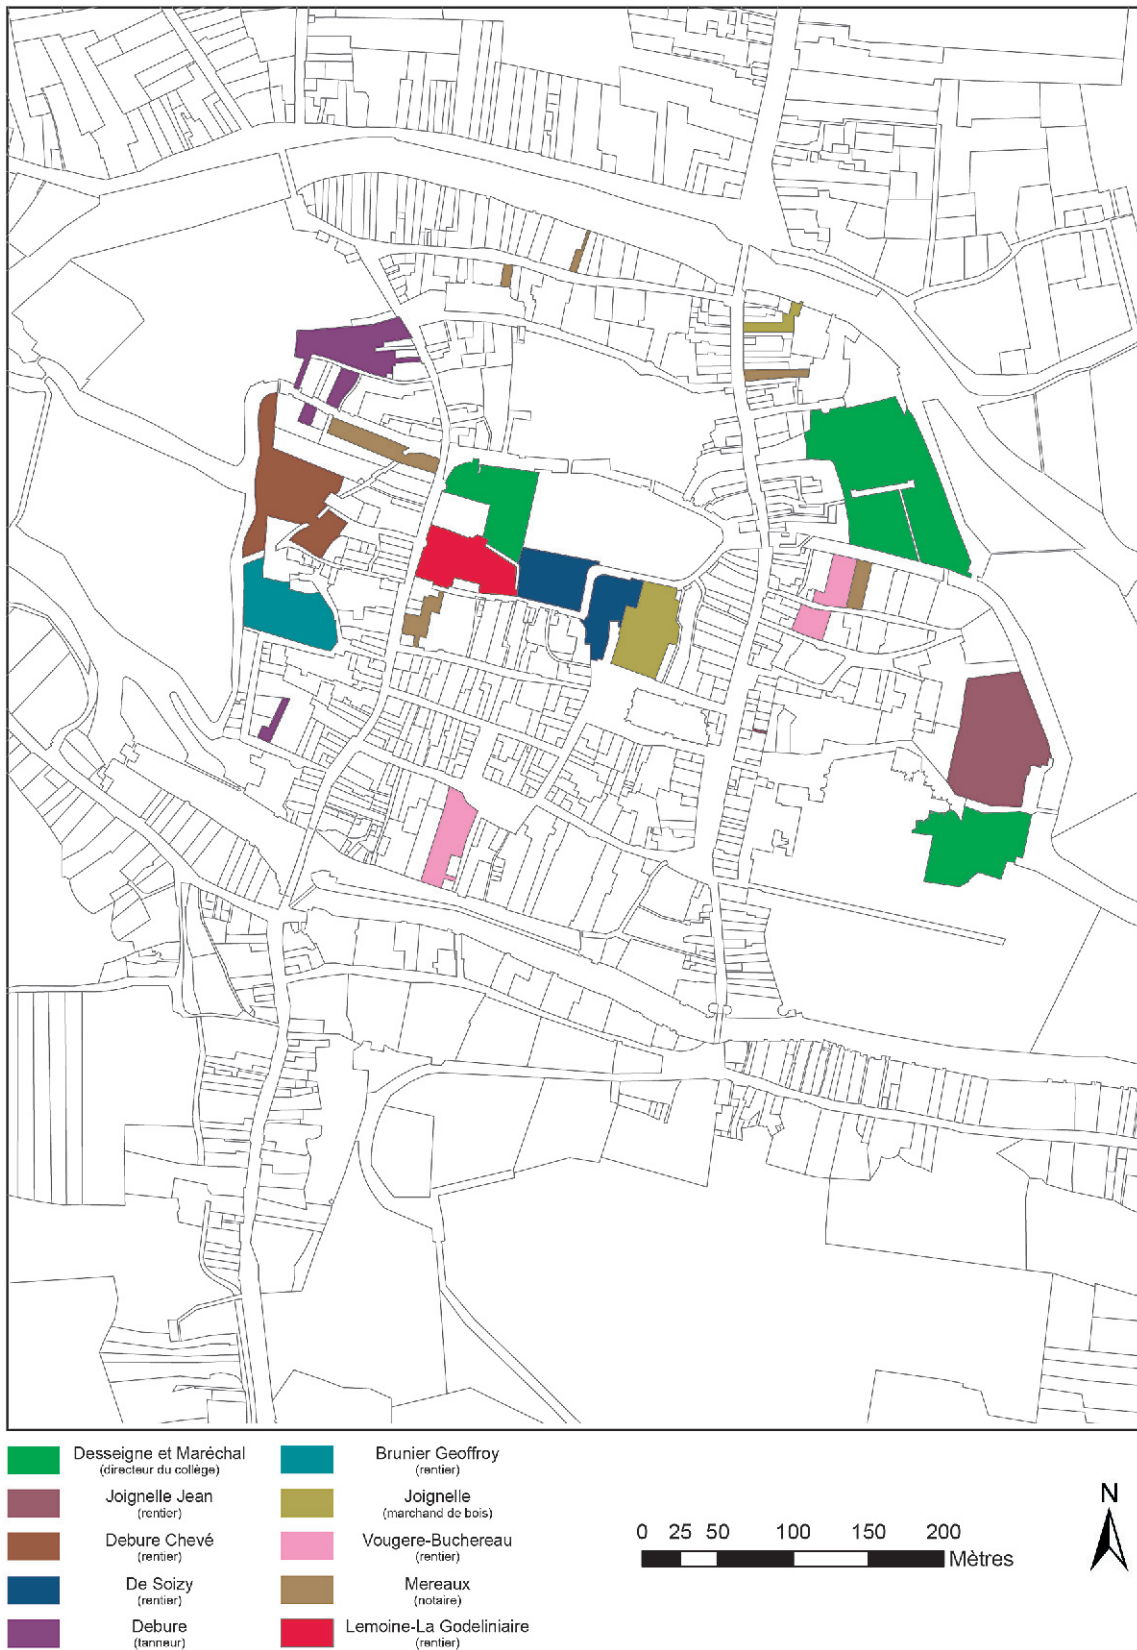 Desseigne et Maréchal
(directeur du collège)
Joignelle Jean
(rentier)
Debure Chevé
(rentier)
De Soizy
(rentier)
Debure
(tanneur)
Brunier Geoffroy
(rentier)
Joignelle
(marchand de bois)
Vougere-Buchereau
(rentier)
Mereaux
(notaire)
Lemoine-La Godeliniaire
(rentier)
0 25 50 100 150 200
Mètres
N